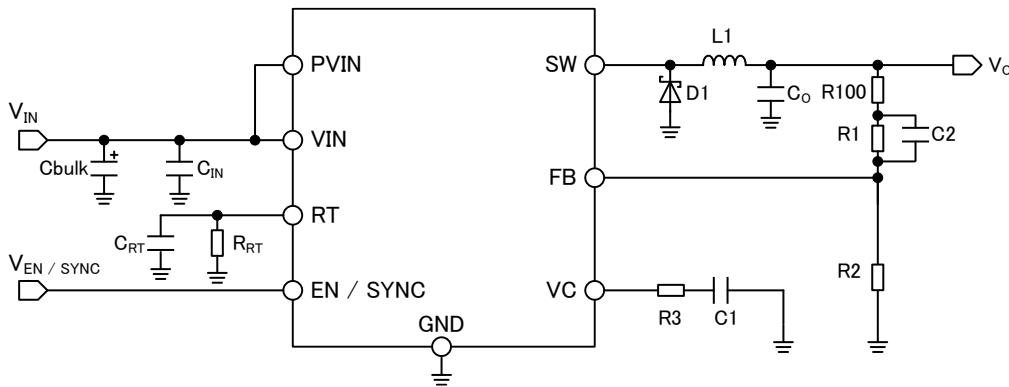 L1
PVIN
SW
V_O
V_IN
D1
C_O
R100
VIN
R1
C2
Cbulk
+
C_IN
FB
RT
C_RT
R_RT
V_EN / SYNC
R2
EN / SYNC
VC
R3
C1
GND